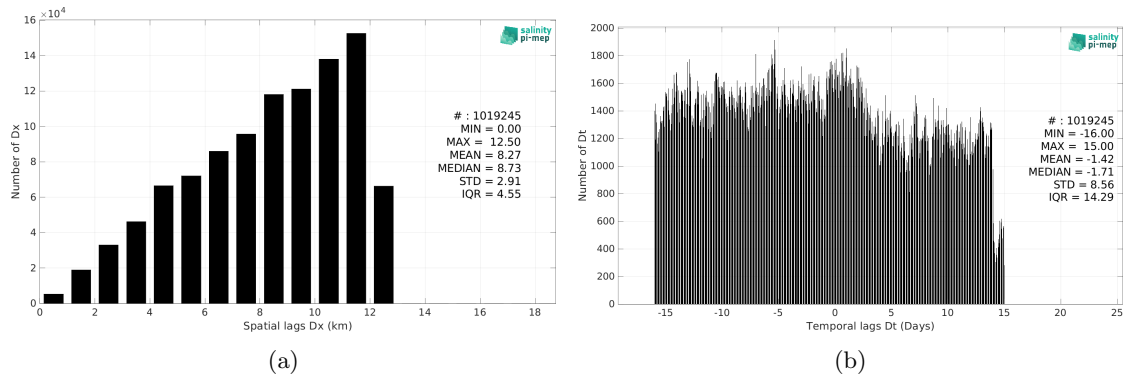 ×10⁴
16
14
12
10
8
6
4
2
0
Number of Dx
0 2 4 6 8 10 12 14 16 18
Spatial lags Dx (km)
salinity
pi-mep
# : 1019245
MIN = 0.00
MAX = 12.50
MEAN = 8.27
MEDIAN = 8.73
STD = 2.91
IQR = 4.55
(a)
2000
1800
1600
1400
1200
1000
800
600
400
200
0
Number of Dt
-15 -10 -5 0 5 10 15 20 25
Temporal lags Dt (Days)
salinity
pi-mep
# : 1019245
MIN = -16.00
MAX = 15.00
MEAN = -1.42
MEDIAN = -1.71
STD = 8.56
IQR = 14.29
(b)